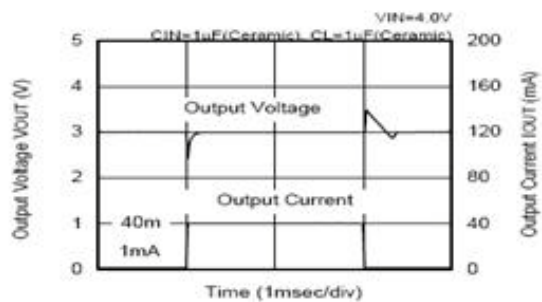 VIN=4.0V
CIN=1uF(Ceramic), CL=1uF(Ceramic)
5
4
3
2
1
0
200
160
120
80
40
0
Output Voltage VOUT (V)
Output Current IOUT (mA)
Output Voltage
Output Current
40m
1mA
Time (1msec/div)